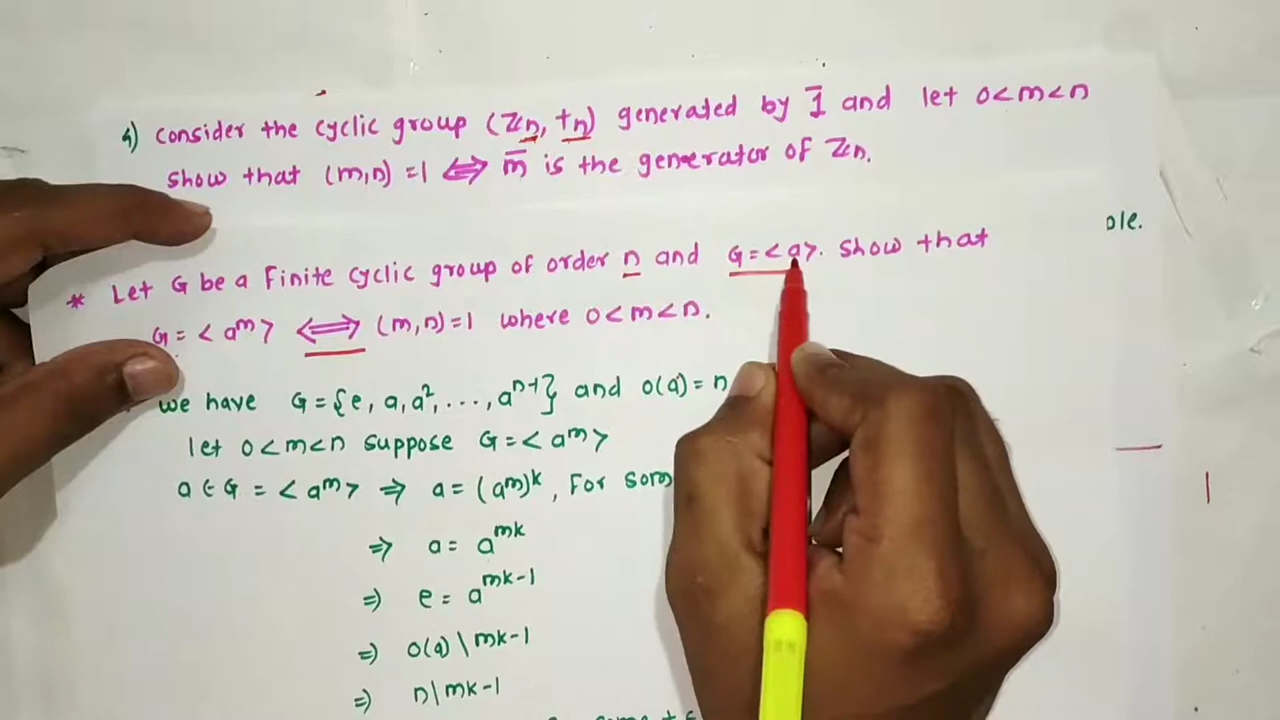 4) Consider the cyclic group (Zn, +n) generated by 1̄ and let 0<m<n
show that (m,n)=1 ⟺ m̄ is the generator of Zn.
ole.
* Let G be a Finite cyclic group of order n and G=<a>. show that
G=<a^m> ⟺ (m,n)=1 where 0<m<n.
we have G={e, a, a², ..., a^n-1} and o(a)=n
let 0<m<n suppose G=<a^m>
a ∈ G = <a^m> ⇒ a = (a^m)^k, For
⇒ a = a^mk
⇒ e = a^mk-1
⇒ o(a) \ mk-1
⇒ n\mk-1